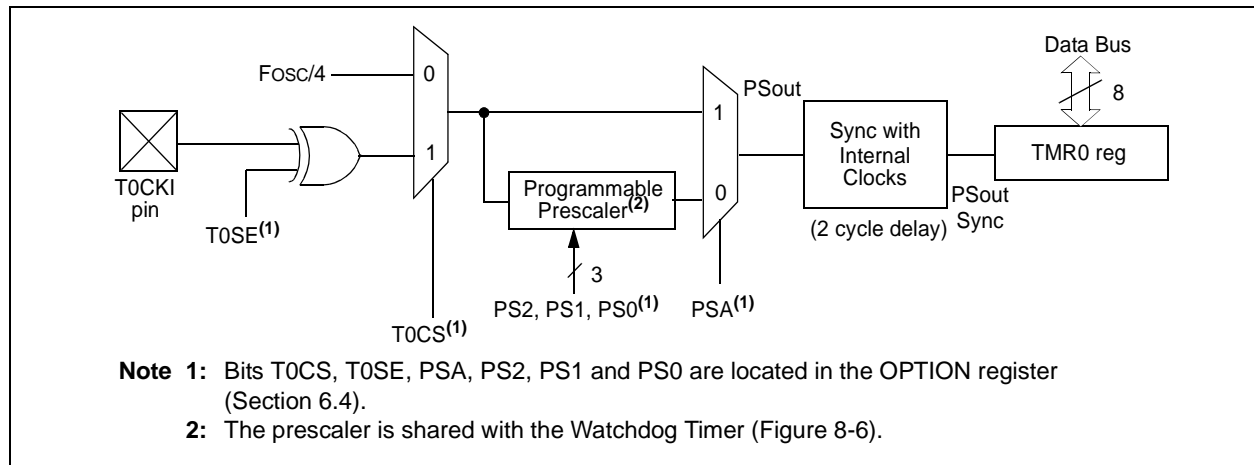 Data Bus
8
FOSC/4
0
1
T0CKI
pin
T0SE(1)
T0CS(1)
Programmable
Prescaler(2)
3
PS2, PS1, PS0(1)
1
0
PSA(1)
PSout
Sync with
Internal
Clocks
(2 cycle delay)
PSout
Sync
TMR0 reg
Note 1: Bits T0CS, T0SE, PSA, PS2, PS1 and PS0 are located in the OPTION register
(Section 6.4).
2: The prescaler is shared with the Watchdog Timer (Figure 8-6).